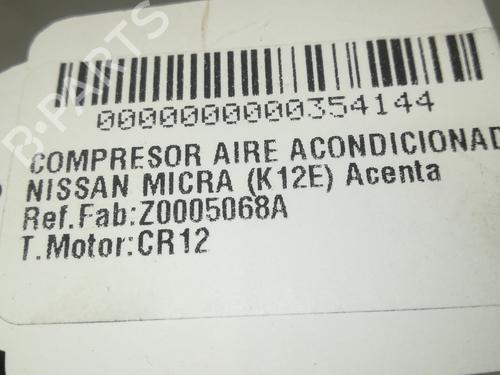 B-PARTS
0000000000354144
COMPRESOR AIRE ACONDICIONAD
NISSAN MICRA (K12E) Acenta
Ref.Fab:Z0005068A
T.Motor:CR12